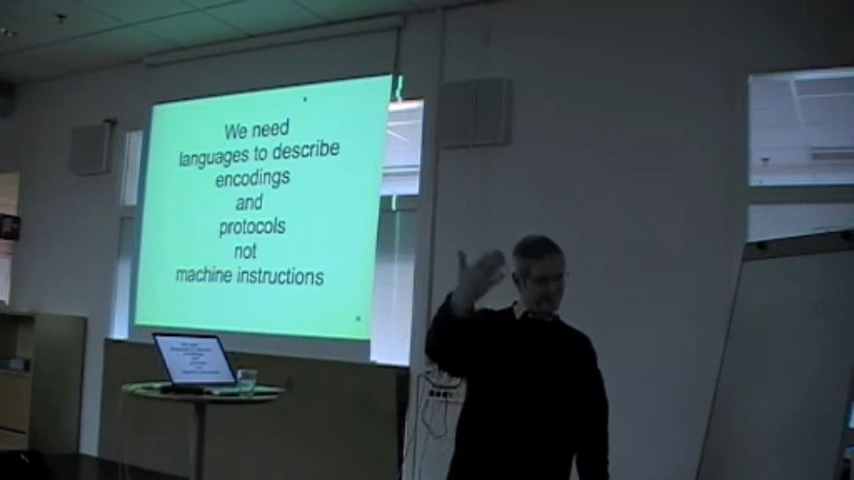 We need
languages to describe
encodings
and
protocols
not
machine instructions